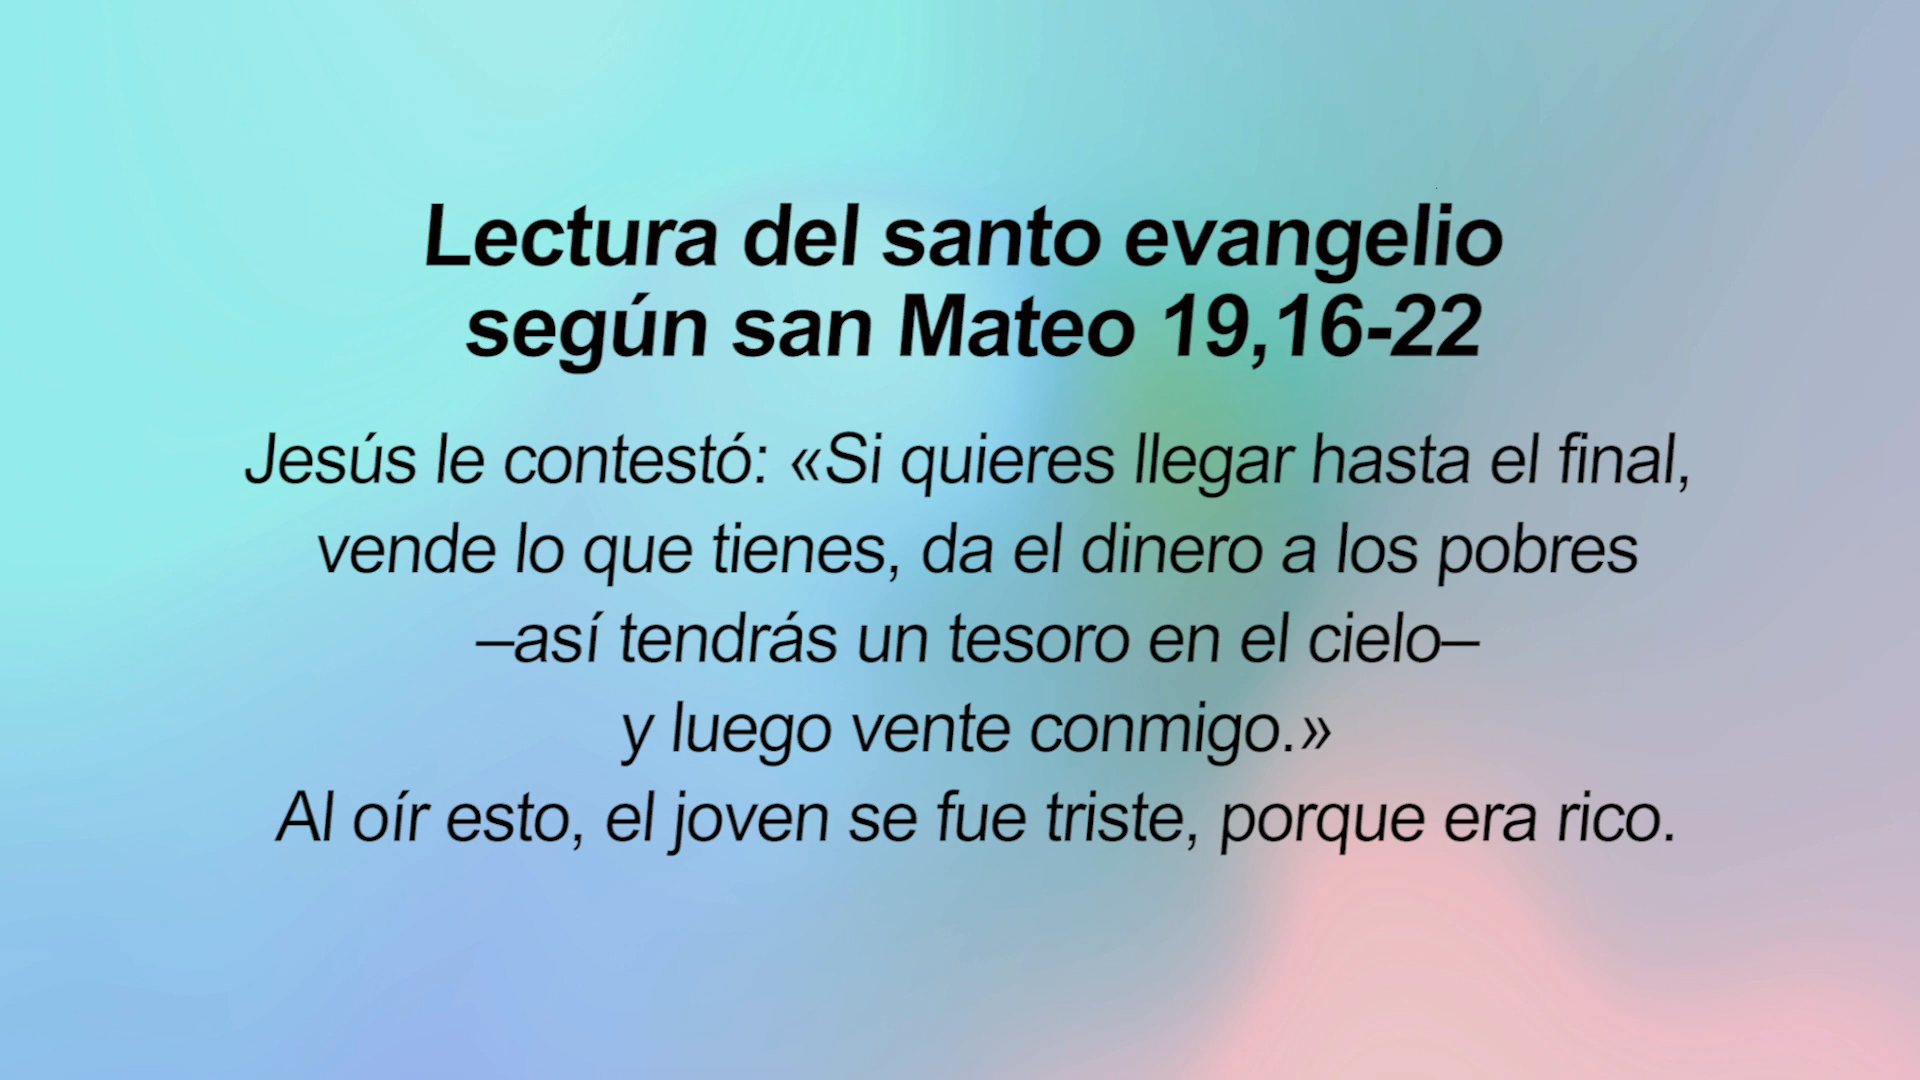 Lectura del santo evangelio
según san Mateo 19,16-22
Jesús le contestó: «Si quieres llegar hasta el final,
vende lo que tienes, da el dinero a los pobres
–así tendrás un tesoro en el cielo–
y luego vente conmigo.»
Al oír esto, el joven se fue triste, porque era rico.